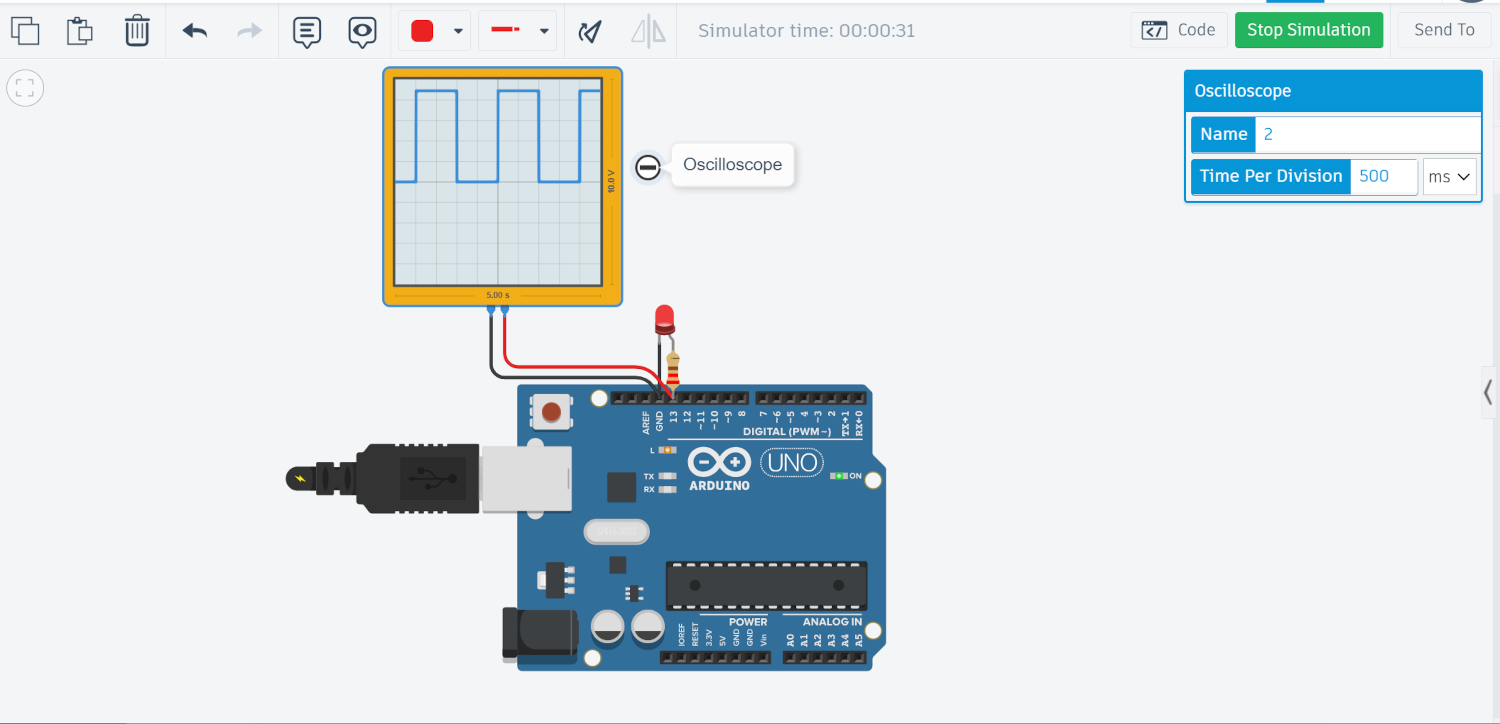 Simulator time: 00:00:31
Code
Stop Simulation
Send To
Oscilloscope
Name 2
Time Per Division 500 ms
Oscilloscope
10.0 V
5.00 s
AREF
GND
13
12
~11
~10
~9
8
7
~6
~5
4
~3
2
TX→1
RX←0
DIGITAL (PWM~)
L
TX
RX
ARDUINO
UNO
ON
POWER
ANALOG IN
IOREF
RESET
3.3V
5V
GND
GND
Vin
A0
A1
A2
A3
A4
A5